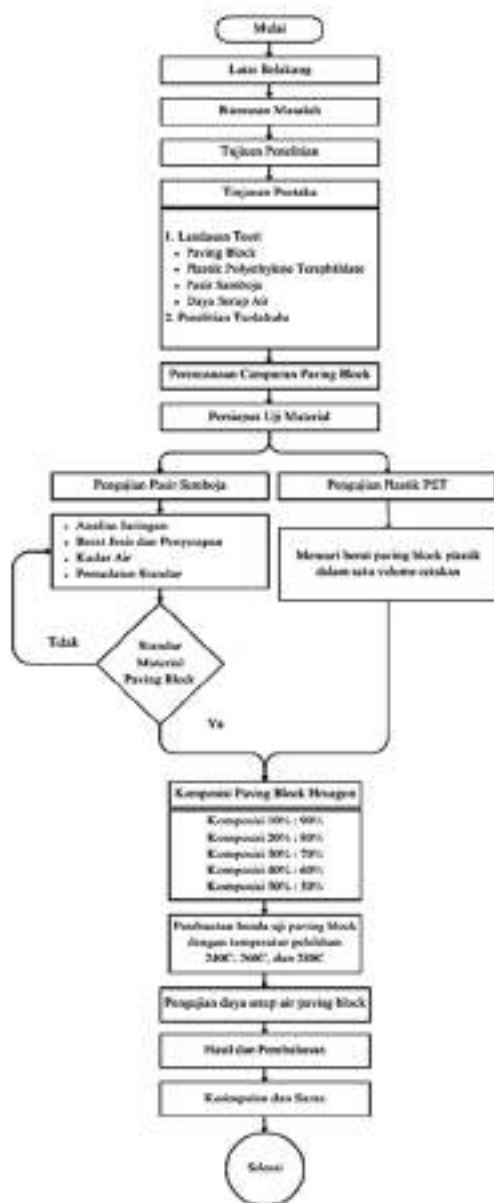 Mulai
Latar Belakang
Rumusan Masalah
Tujuan Penelitian
Tinjauan Pustaka
1. Landasan Teori
• Paving Block
• Plastik Polyethylene Terephthlate
• Pasir Samboja
• Daya Serap Air
2. Penelitian Terdahulu
Perencanaan Campuran Paving Block
Persiapan Uji Material
Pengujian Pasir Samboja
• Analisa Saringan
• Berat Jenis dan Penyerapan
• Kadar Air
• Pemadatan Standar
Pengujian Plastik PET
Mencari berat paving block plastik
dalam satu volume cetakan
Tidak
Standar
Material
Paving Block
Ya
Komposisi Paving Block Hexagon
Komposisi 10% : 90%
Komposisi 20% : 80%
Komposisi 30% : 70%
Komposisi 40% : 60%
Komposisi 50% : 50%
Pembuatan benda uji paving block
dengan temperatur pelelehan
dan
Pengujian daya serap air paving block
Hasil dan Pembahasan
Kesimpulan dan Saran
Selesai